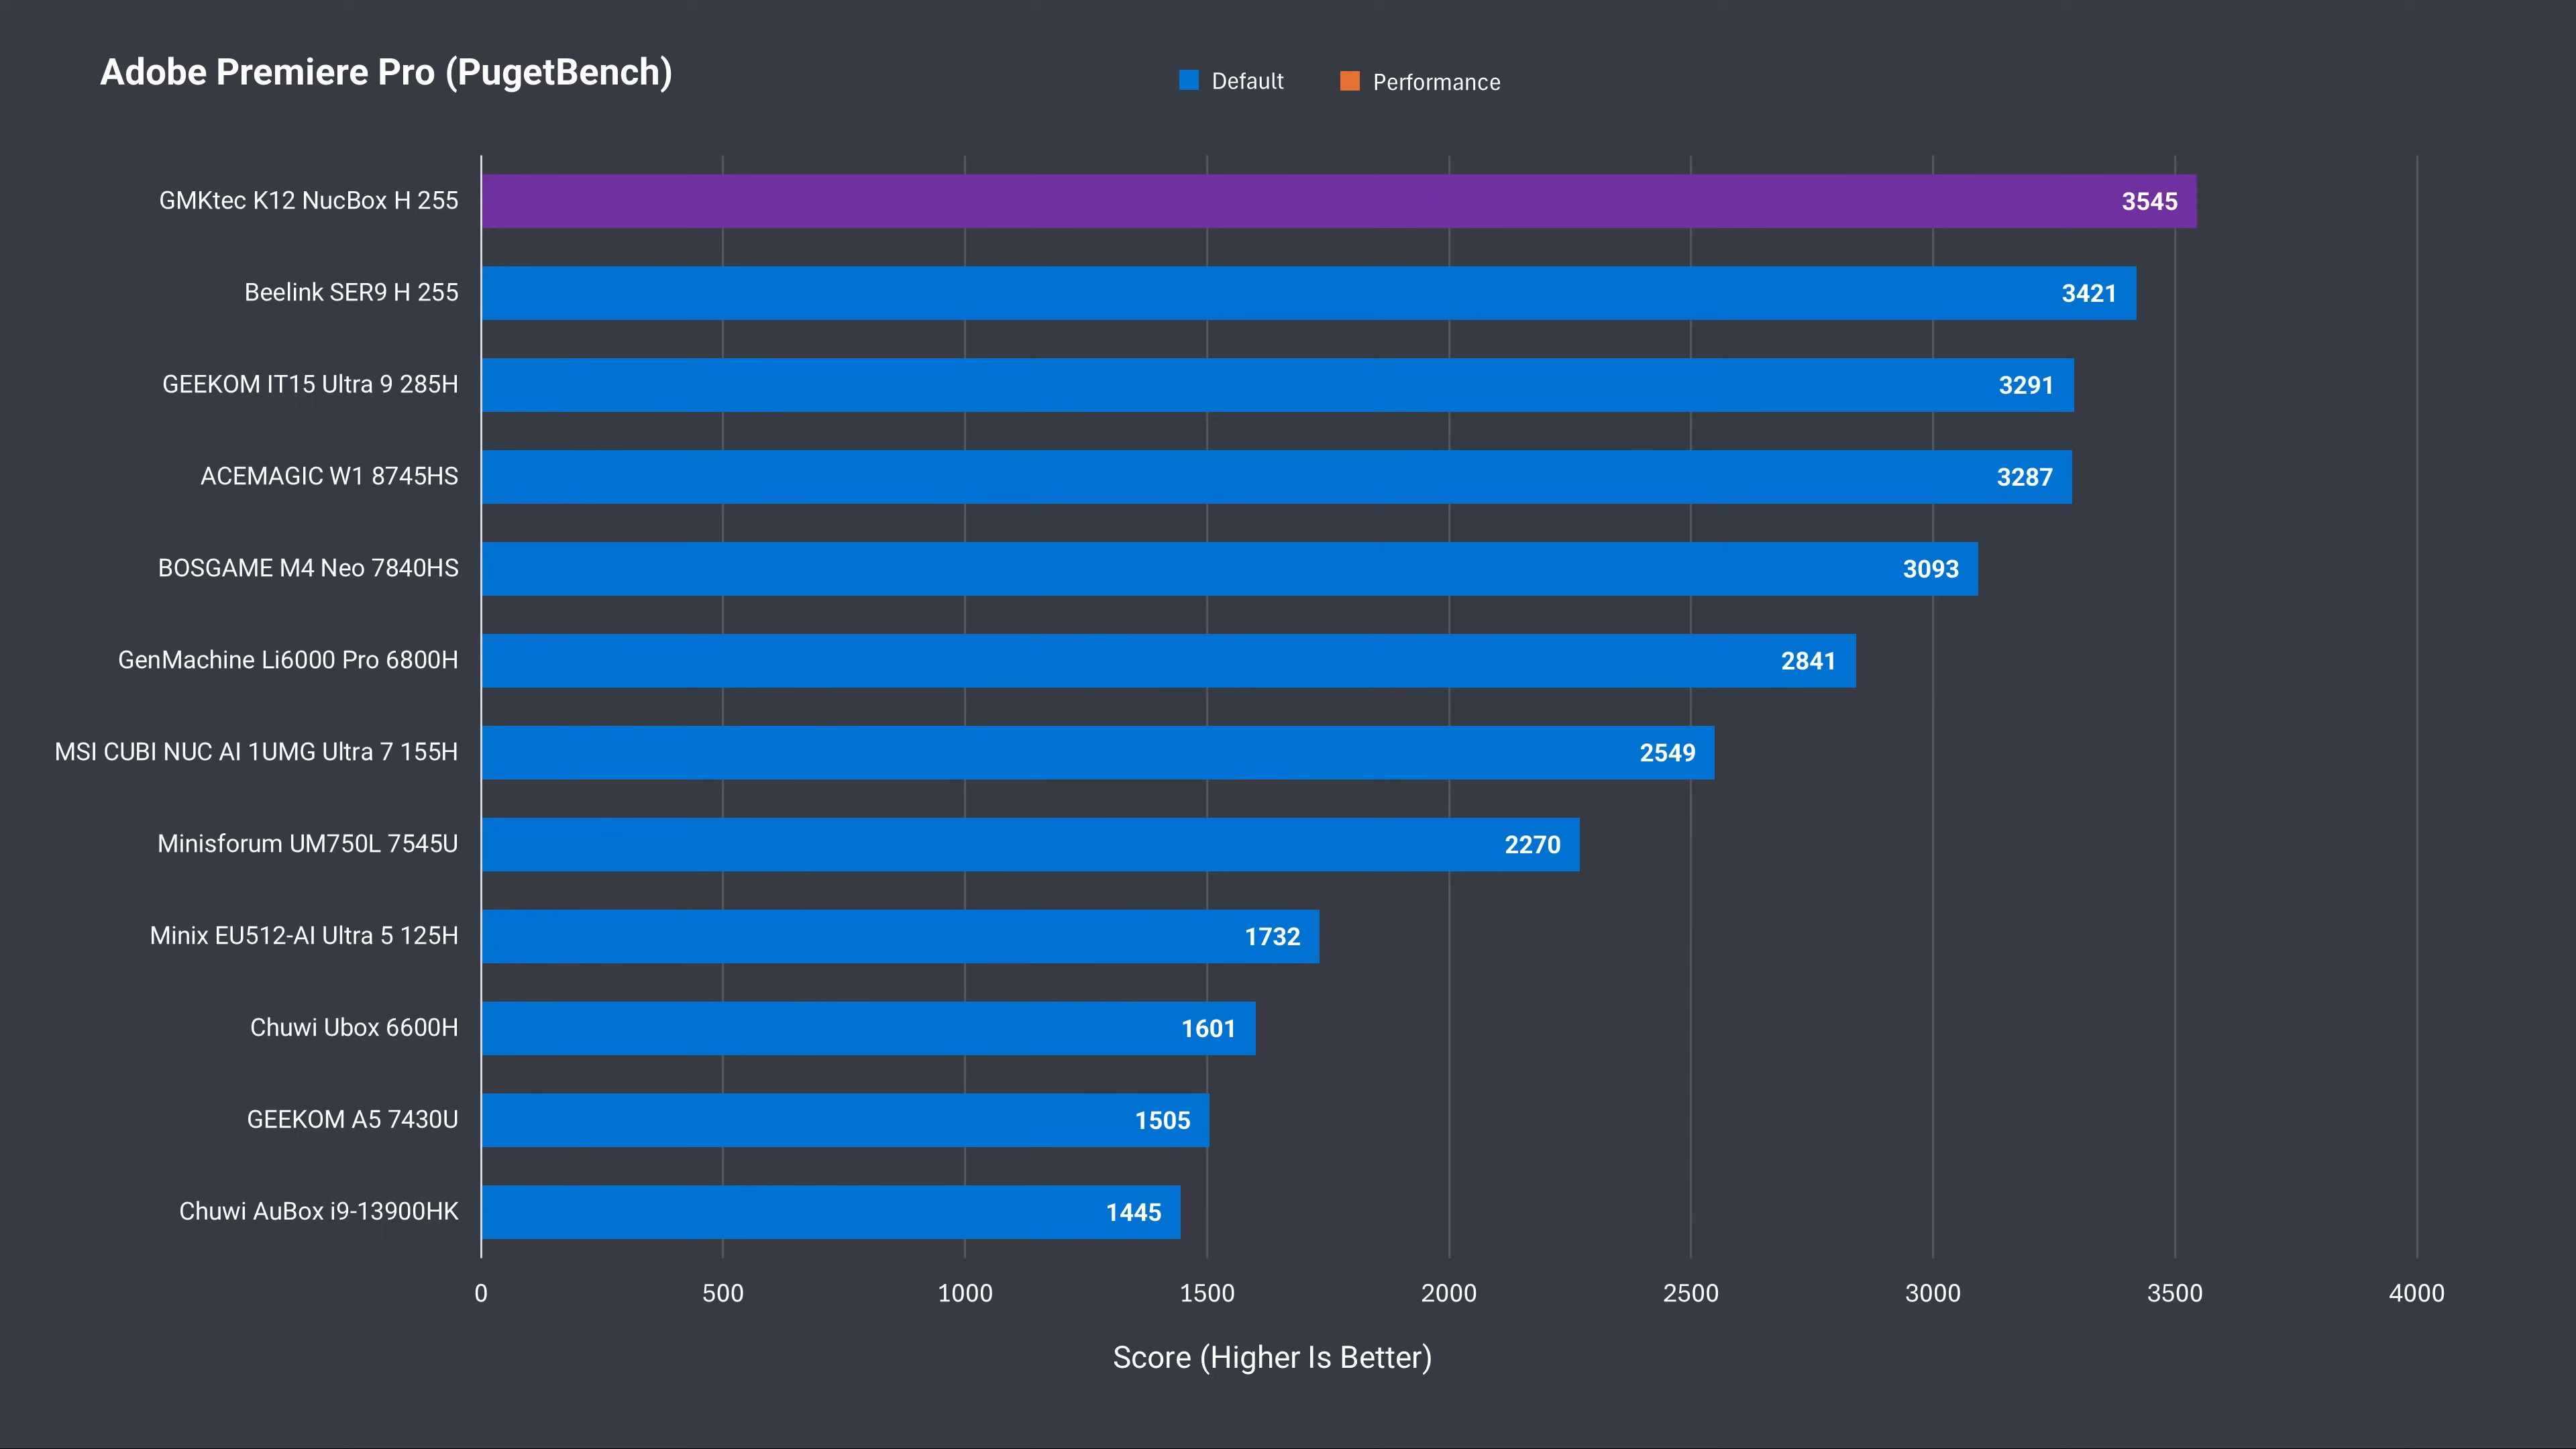 Adobe Premiere Pro (PugetBench)
Default
Performance
GMKtec K12 NucBox H 255 3545
Beelink SER9 H 255 3421
GEEKOM IT15 Ultra 9 285H 3291
ACEMAGIC W1 8745HS 3287
BOSGAME M4 Neo 7840HS 3093
GenMachine Li6000 Pro 6800H 2841
MSI CUBI NUC AI 1UMG Ultra 7 155H 2549
Minisforum UM750L 7545U 2270
Minix EU512-AI Ultra 5 125H 1732
Chuwi Ubox 6600H 1601
GEEKOM A5 7430U 1505
Chuwi AuBox i9-13900HK 1445
0 500 1000 1500 2000 2500 3000 3500 4000
Score (Higher Is Better)